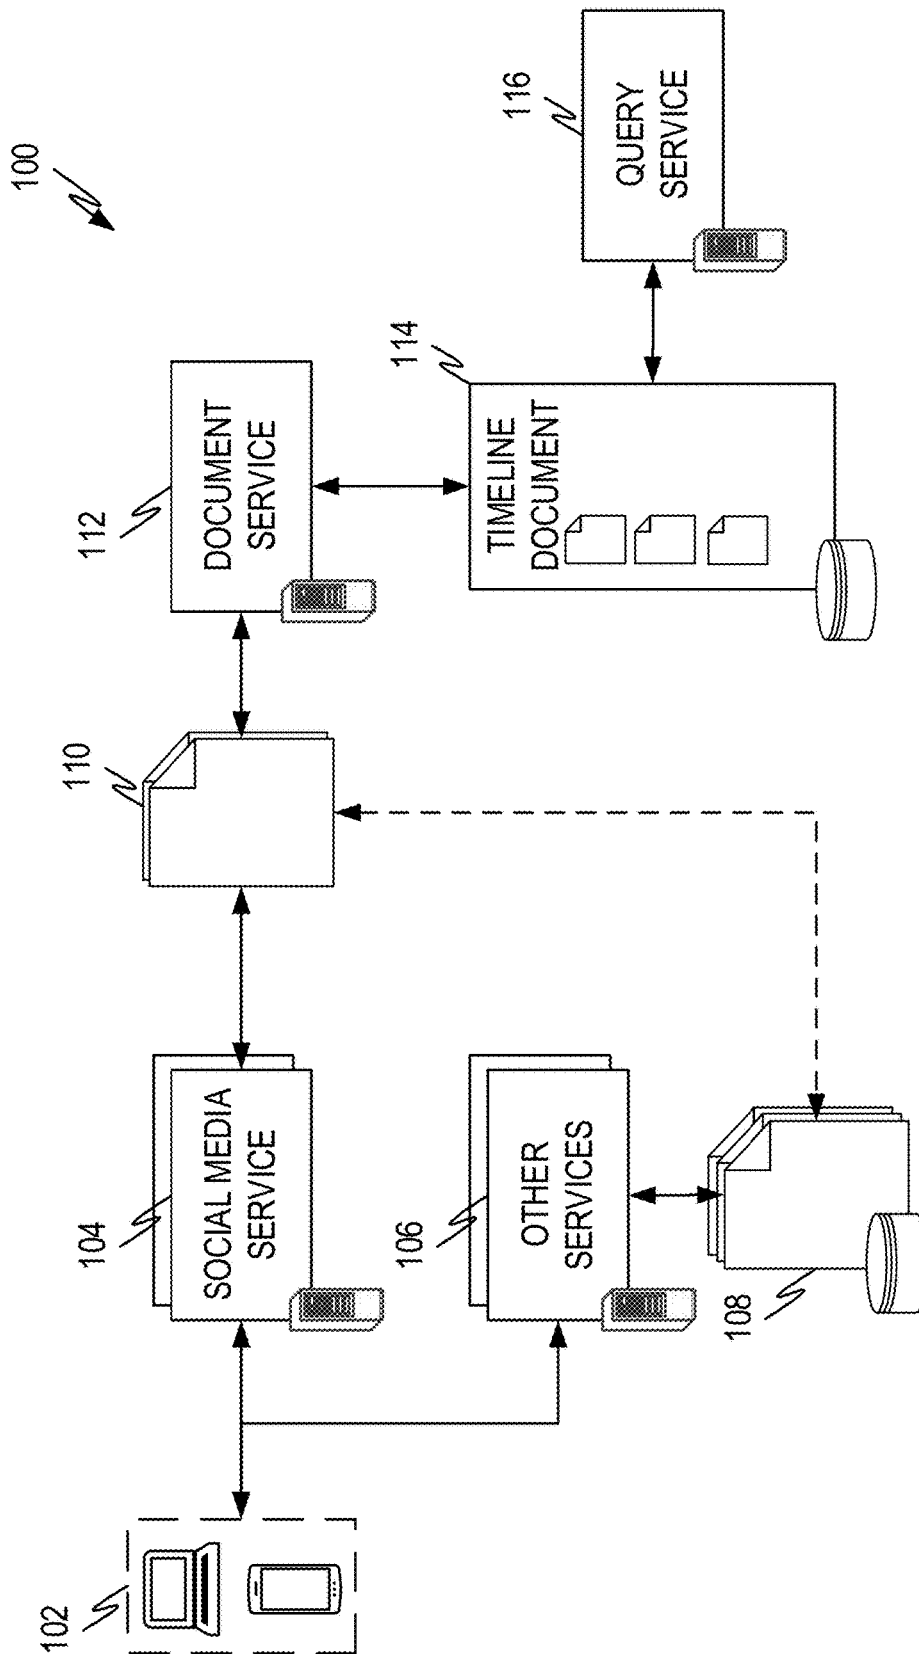 100
102
104
SOCIAL MEDIA
SERVICE
110
112
DOCUMENT
SERVICE
106
OTHER
SERVICES
108
114
TIMELINE
DOCUMENT
116
QUERY
SERVICE